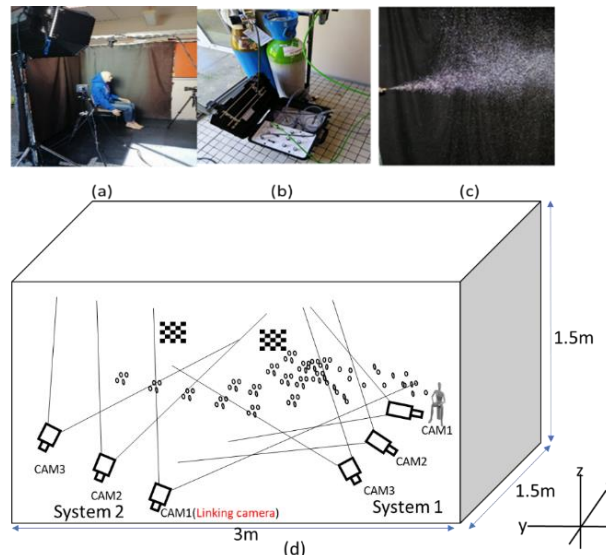 (a) (b) (c)
1.5m
CAM1
CAM3
CAM2
CAM2
CAM3
CAM1(Linking camera)
System 2
System 1
1.5m
3m
z
y
(d)